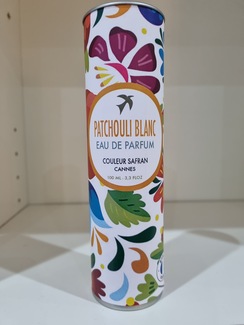 PATCHOULI BLANC
EAU DE PARFUM
COULEUR SAFRAN
CANNES
100 ML - 3,3 FL.OZ